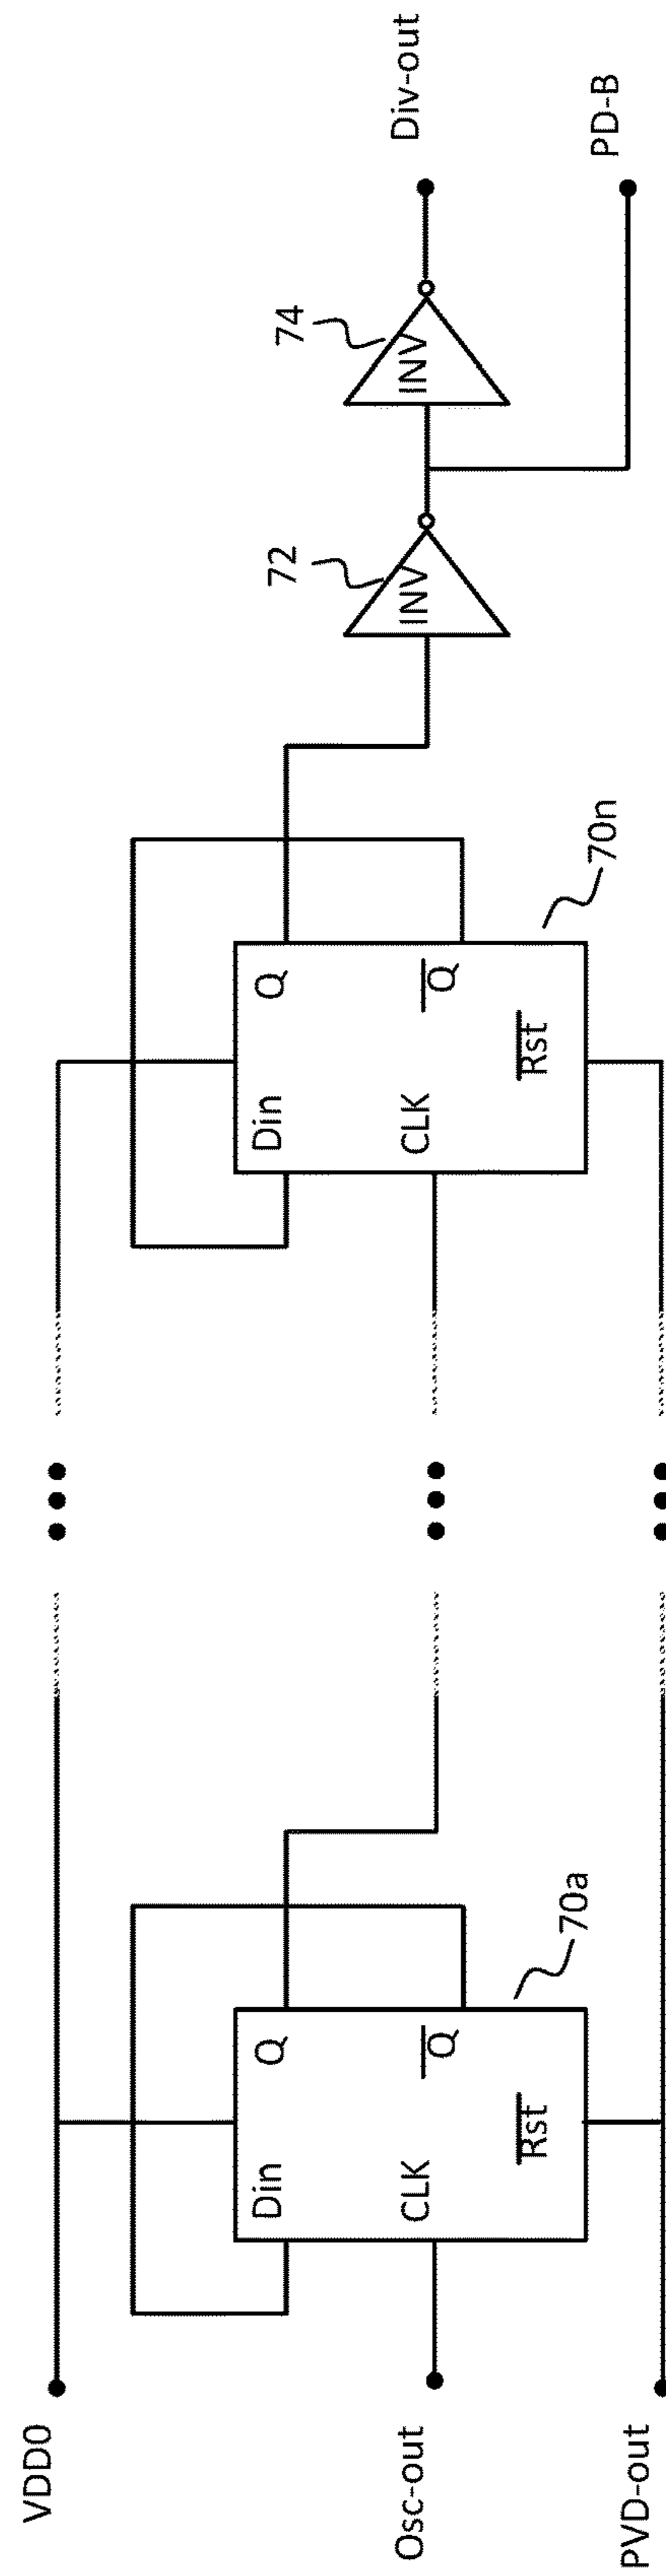 VDD0
Osc-out
PVD-out
Din
Q
CLK
Q
Rst
70a
Din
Q
CLK
Q
Rst
70n
INV
72
INV
74
Div-out
PD-B